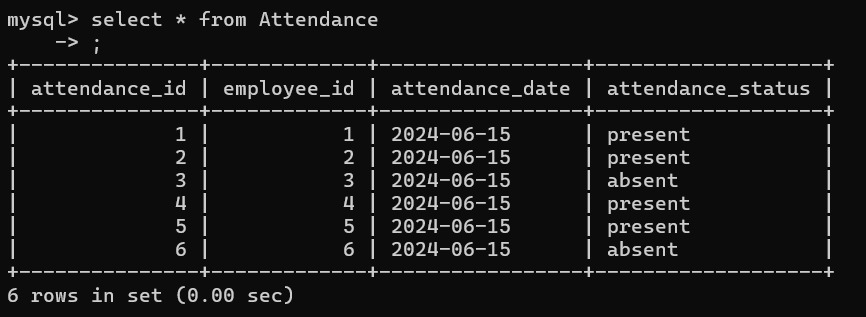 mysql> select * from Attendance
    -> ;
+---------------+-------------+-----------------+-------------------+
| attendance_id | employee_id | attendance_date | attendance_status |
+---------------+-------------+-----------------+-------------------+
|             1 |           1 | 2024-06-15      | present           |
|             2 |           2 | 2024-06-15      | present           |
|             3 |           3 | 2024-06-15      | absent            |
|             4 |           4 | 2024-06-15      | present           |
|             5 |           5 | 2024-06-15      | present           |
|             6 |           6 | 2024-06-15      | absent            |
+---------------+-------------+-----------------+-------------------+
6 rows in set (0.00 sec)